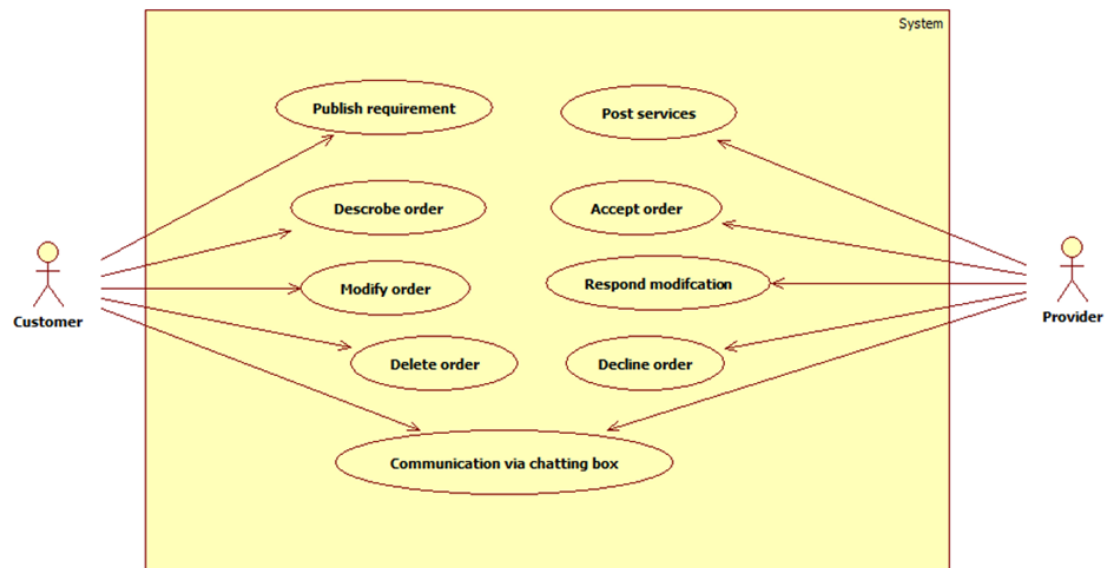 System
Publish requirement
Post services
Descrobe order
Accept order
Modify order
Respond modifcation
Customer
Provider
Delete order
Decline order
Communication via chatting box